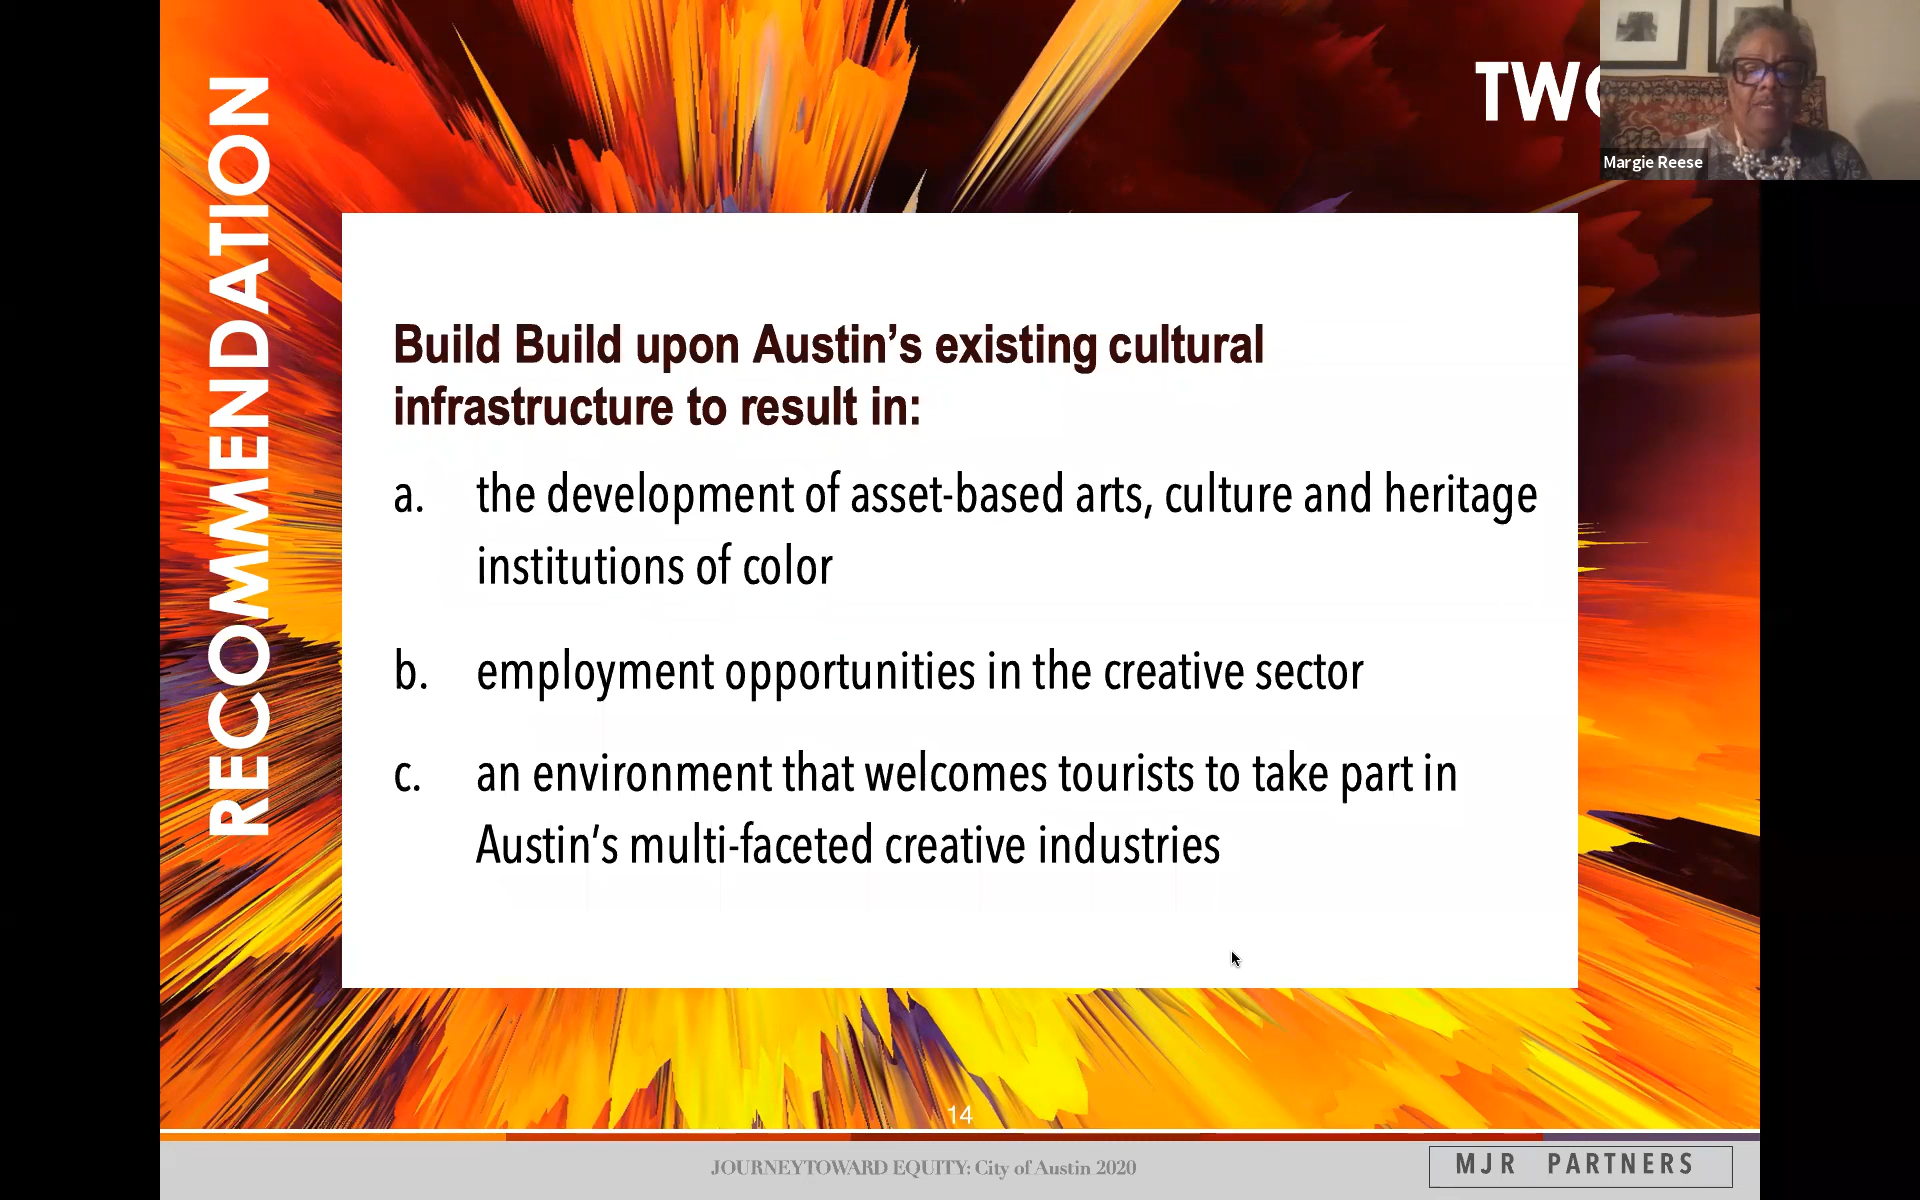 RECOMMENDATION
Margie Reese
Build Build upon Austin’s existing cultural
infrastructure to result in:
a. the development of asset-based arts, culture and heritage
institutions of color
b. employment opportunities in the creative sector
c. an environment that welcomes tourists to take part in
Austin’s multi-faceted creative industries
14
JOURNEYTOWARD EQUITY: City of Austin 2020
MJR PARTNERS